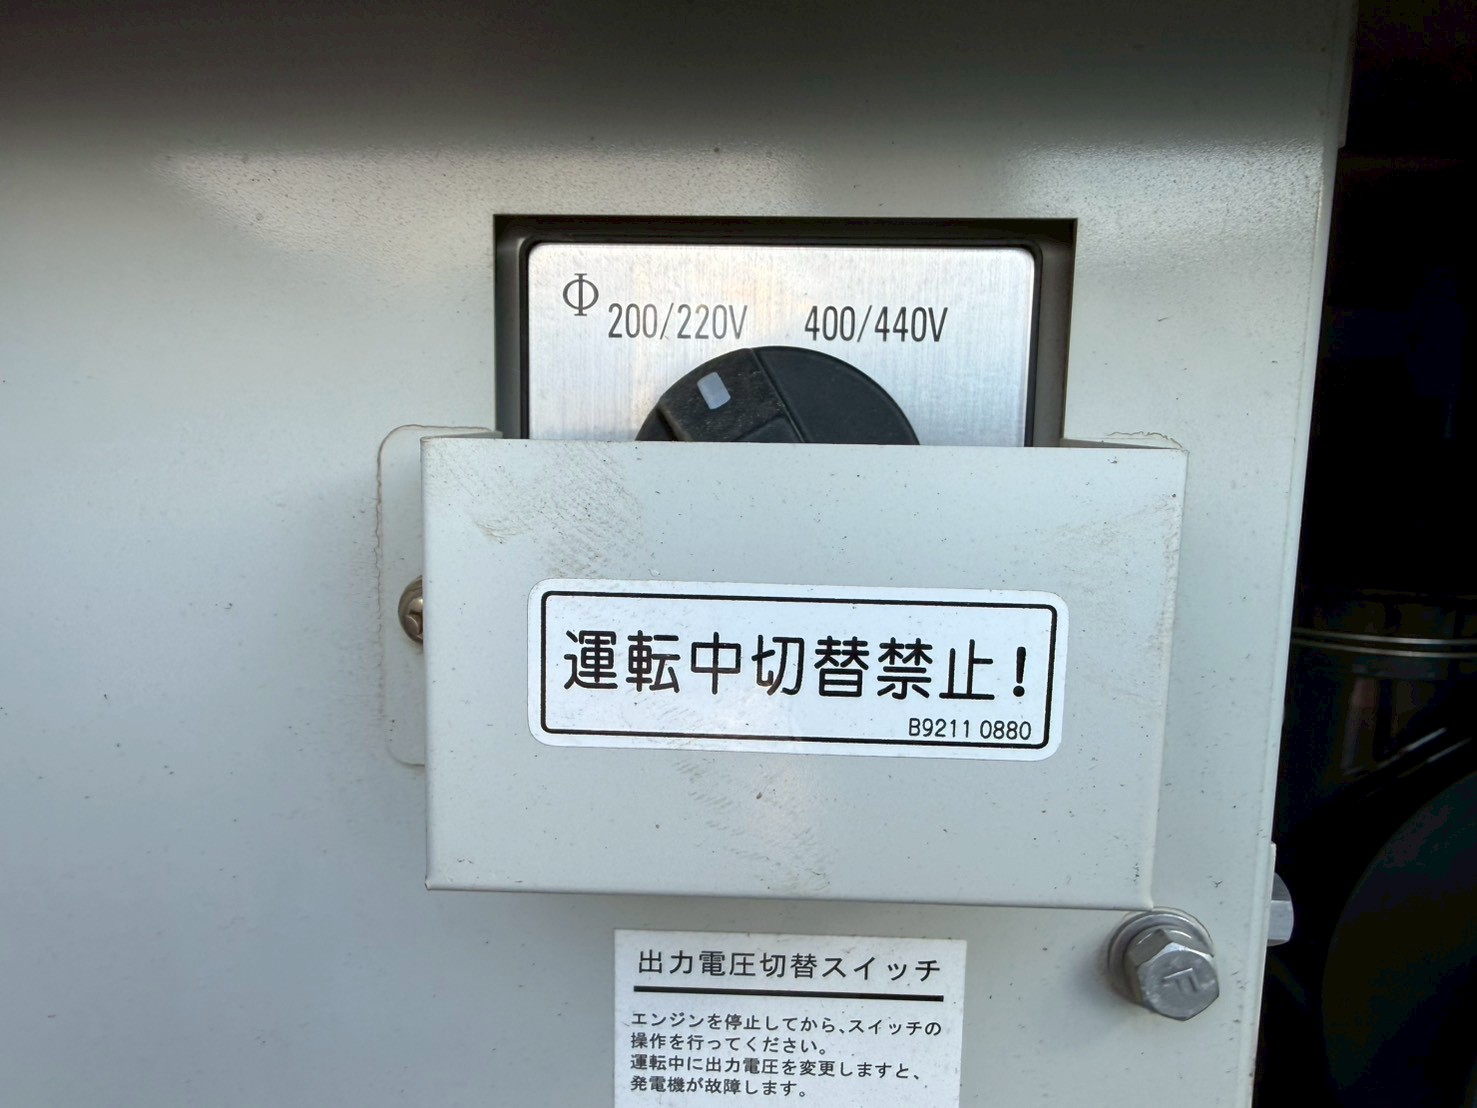 Φ
200/220V 400/440V
運転中切替禁止!
B9211 0880
出力電圧切替スイッチ
エンジンを停止してから、スイッチの
操作を行ってください。
運転中に出力電圧を変更しますと、
発電機が故障します。
F